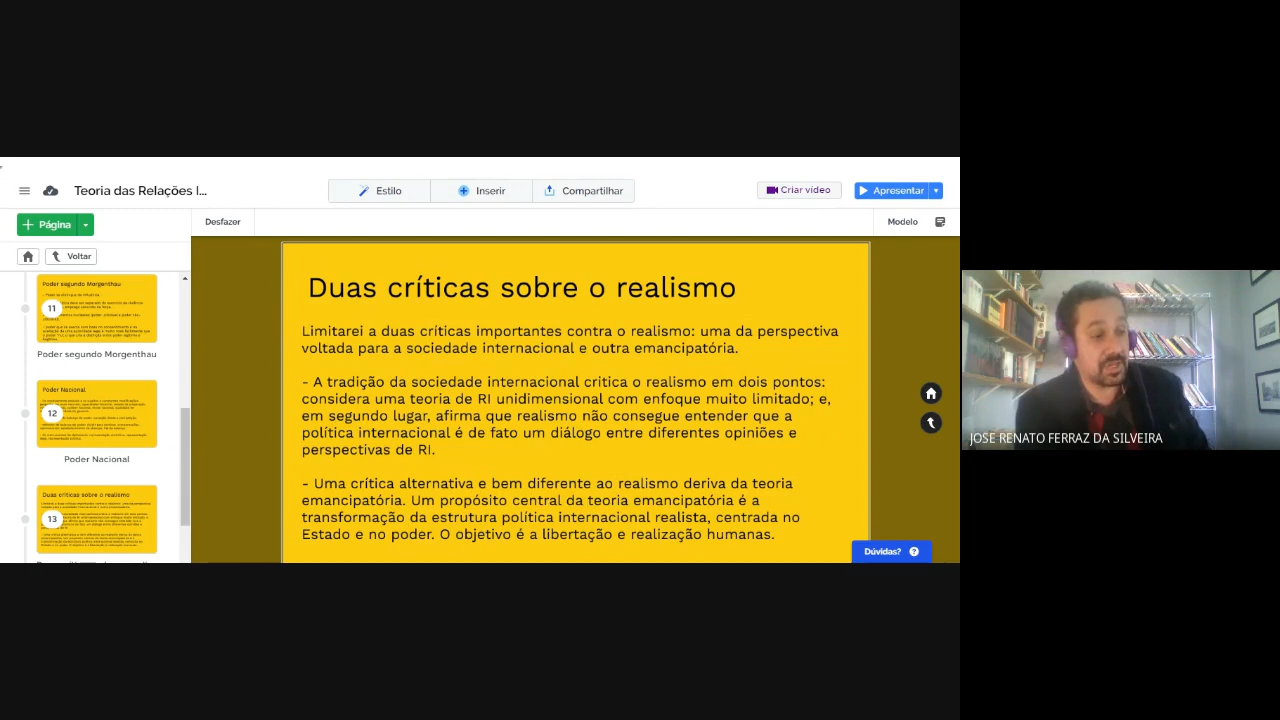 Teoria das Relações I...
Estilo
Inserir
Compartilhar
Criar vídeo
Apresentar
Página
Desfazer
Modelo
Voltar
Poder segundo Morgenthau
11
Poder segundo Morgenthau
Poder Nacional
12
Poder Nacional
Duas críticas sobre o realismo
13
Duas críticas sobre o realismo
Limitarei a duas críticas importantes contra o realismo: uma da perspectiva
voltada para a sociedade internacional e outra emancipatória.
- A tradição da sociedade internacional critica o realismo em dois pontos:
considera uma teoria de RI unidimensional com enfoque muito limitado; e,
em segundo lugar, afirma que realismo não consegue entender que a
política internacional é de fato um diálogo entre diferentes opiniões e
perspectivas de RI.
- Uma crítica alternativa e bem diferente ao realismo deriva da teoria
emancipatória. Um propósito central da teoria emancipatória é a
transformação da estrutura política internacional realista, centrada no
Estado e no poder. O objetivo é a libertação e realização humanas.
Dúvidas?
JOSE RENATO FERRAZ DA SILVEIRA